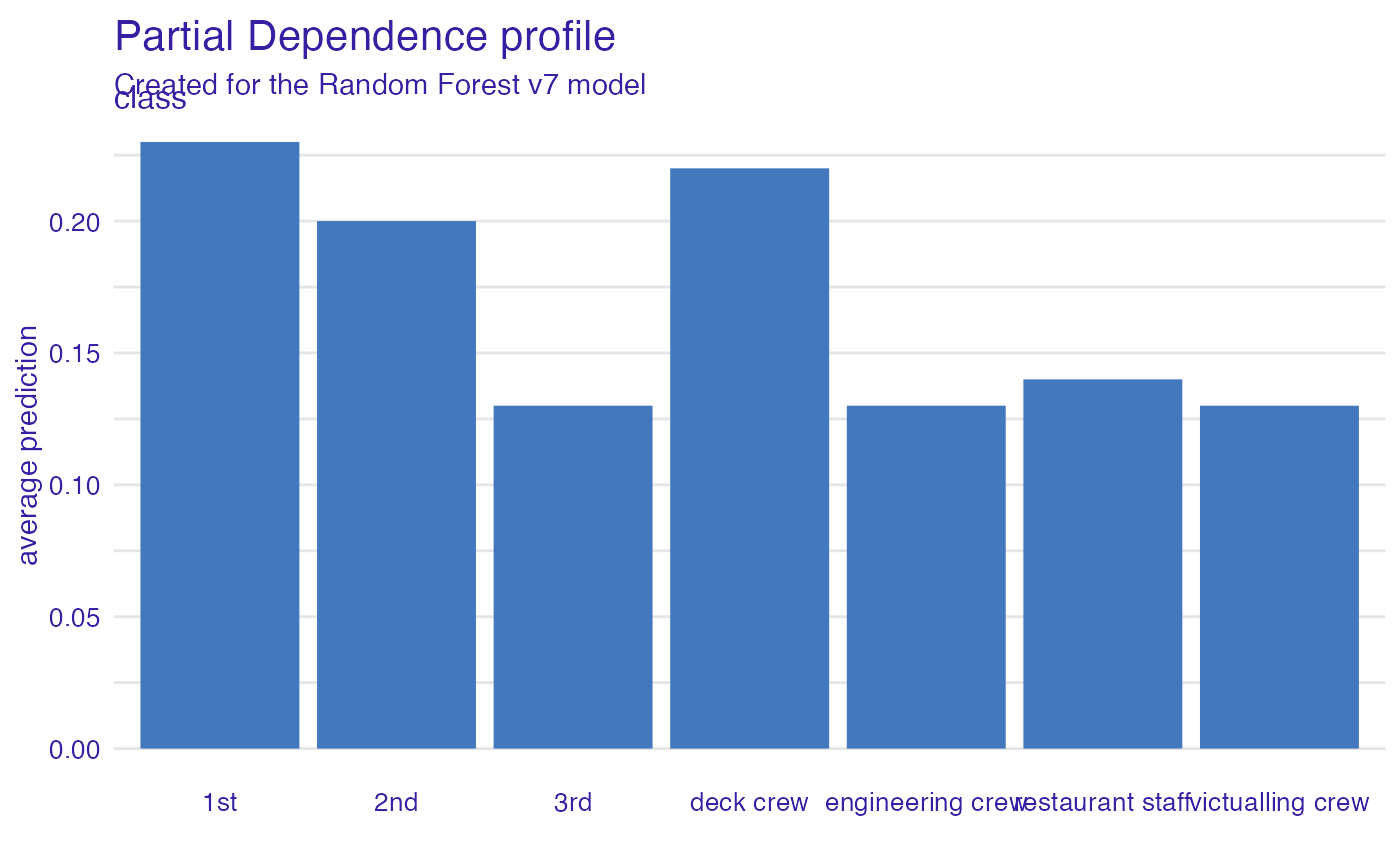 Partial Dependence profile
Created for the Random Forest v7 model
class
average prediction
0.20
0.15
0.10
0.05
0.00
1st 2nd 3rd deck crew engineering crew restaurant staff victualling crew